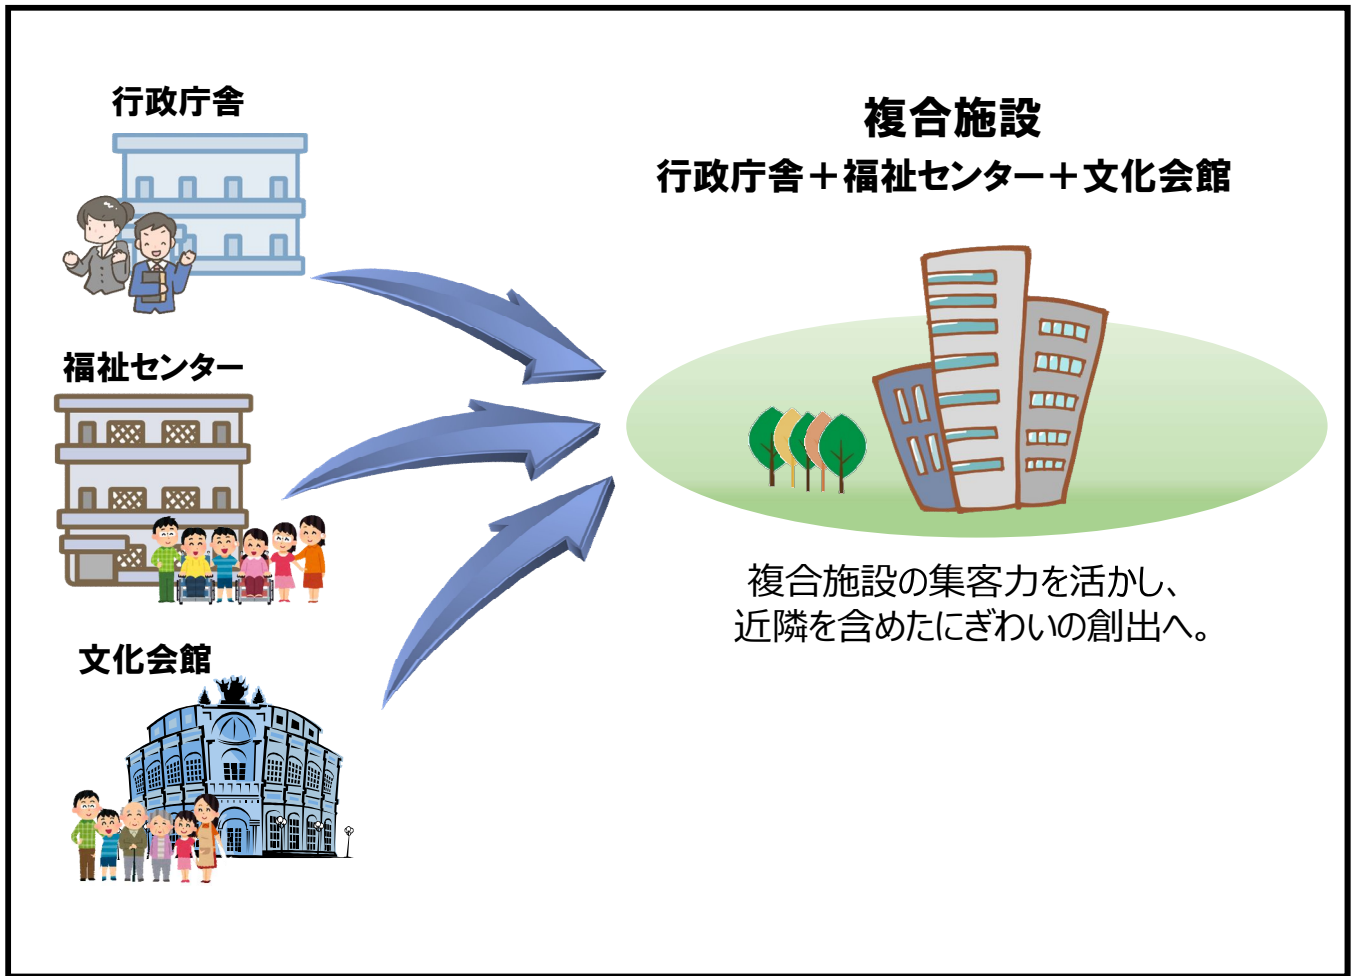 行政庁舎
福祉センター
文化会館
複合施設
行政庁舎＋福祉センター＋文化会館
複合施設の集客力を活かし、
近隣を含めたにぎわいの創出へ。